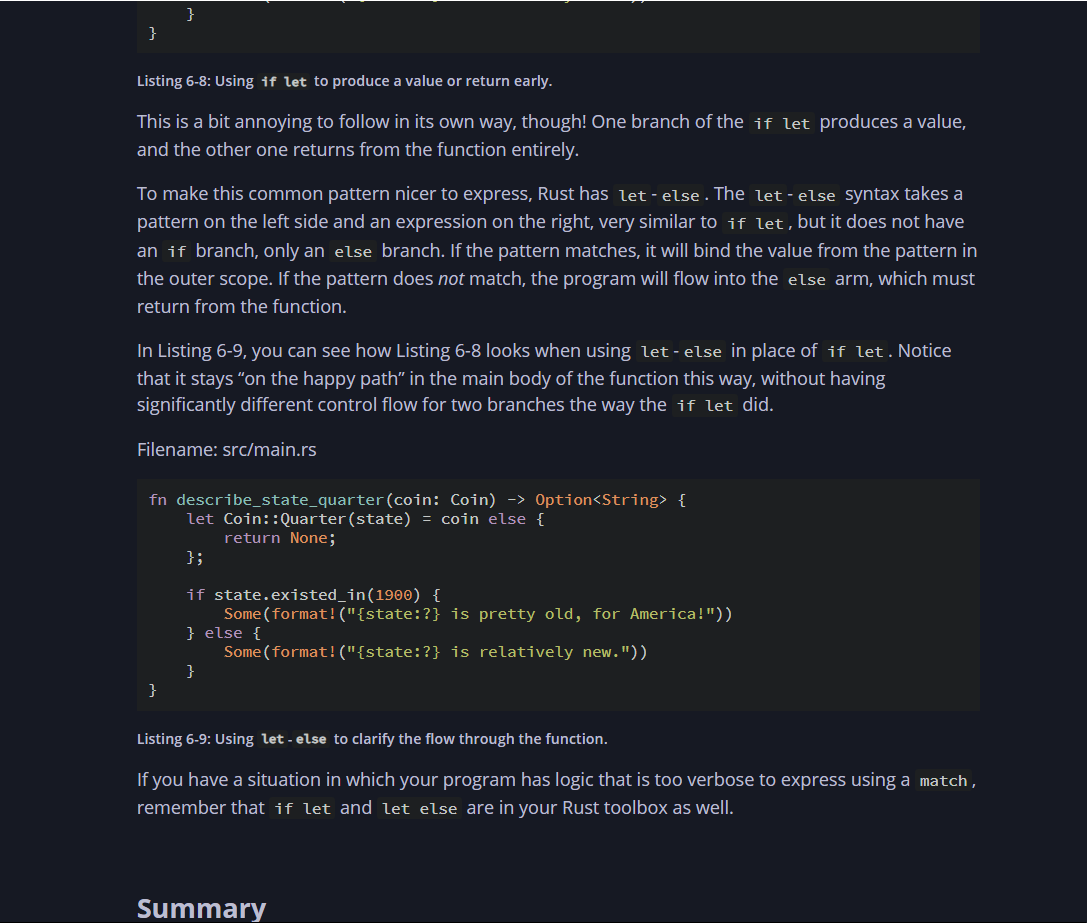 }
}
Listing 6-8: Using if let to produce a value or return early.
This is a bit annoying to follow in its own way, though! One branch of the if let produces a value,
and the other one returns from the function entirely.
To make this common pattern nicer to express, Rust has let-else. The let-else syntax takes a
pattern on the left side and an expression on the right, very similar to if let, but it does not have
an if branch, only an else branch. If the pattern matches, it will bind the value from the pattern in
the outer scope. If the pattern does not match, the program will flow into the else arm, which must
return from the function.
In Listing 6-9, you can see how Listing 6-8 looks when using let-else in place of if let. Notice
that it stays “on the happy path” in the main body of the function this way, without having
significantly different control flow for two branches the way the if let did.
Filename: src/main.rs
fn describe_state_quarter(coin: Coin) -> Option<String> {
    let Coin::Quarter(state) = coin else {
        return None;
    };
    if state.existed_in(1900) {
        Some(format!("{state:?} is pretty old, for America!"))
    } else {
        Some(format!("{state:?} is relatively new."))
    }
}
Listing 6-9: Using let-else to clarify the flow through the function.
If you have a situation in which your program has logic that is too verbose to express using a match,
remember that if let and let else are in your Rust toolbox as well.
Summary